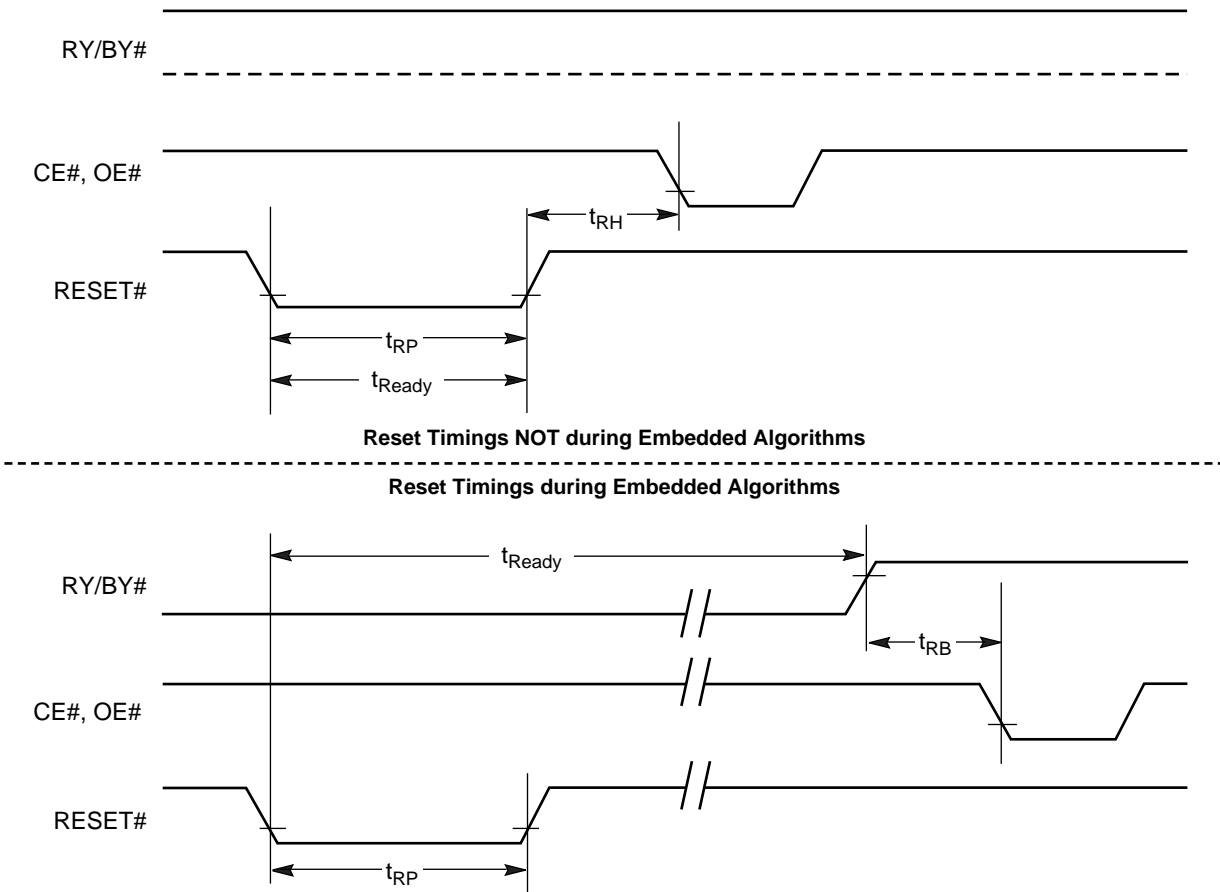 RY/BY#
CE#, OE#
tRH
RESET#
tRP
tReady
Reset Timings NOT during Embedded Algorithms
Reset Timings during Embedded Algorithms
tReady
RY/BY#
tRB
CE#, OE#
RESET#
tRP